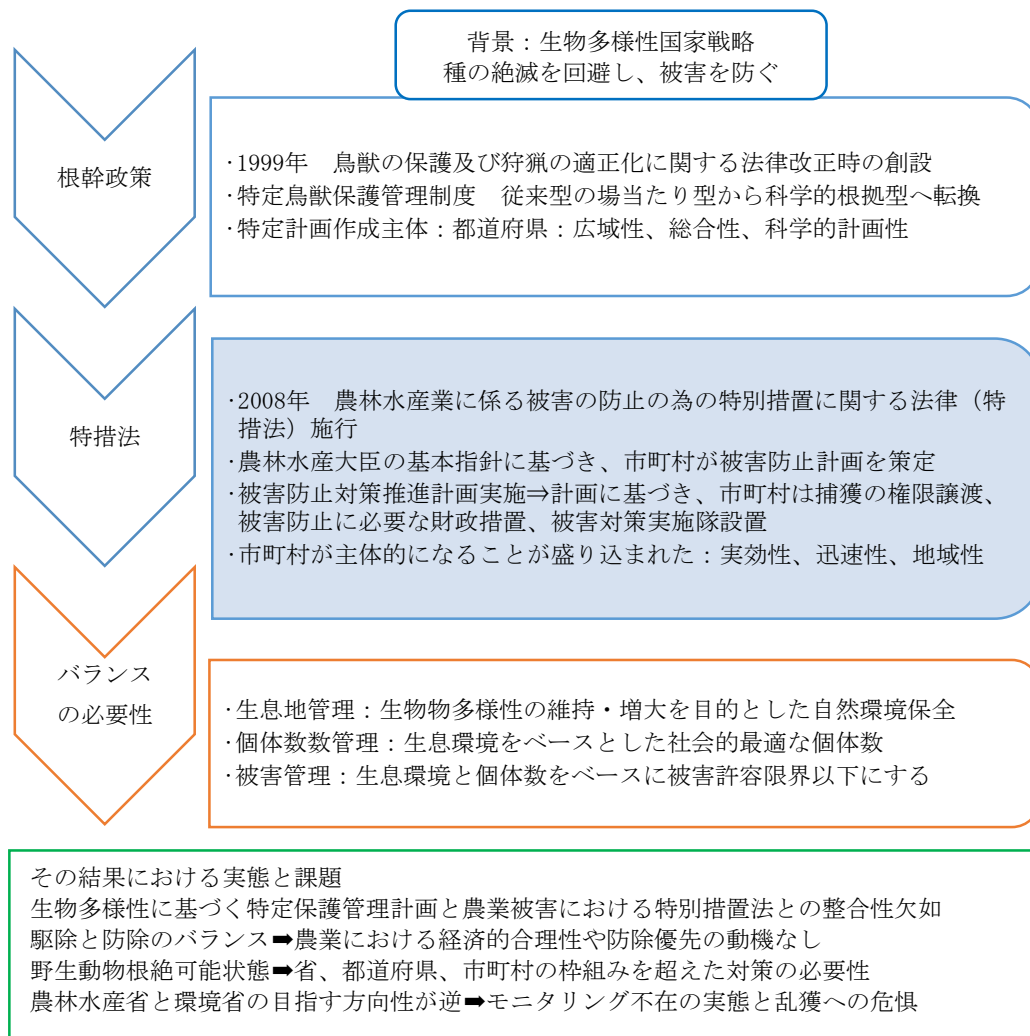 背景：生物多様性国家戦略
種の絶滅を回避し、被害を防ぐ
根幹政策
・1999年　鳥獣の保護及び狩猟の適正化に関する法律改正時の創設
・特定鳥獣保護管理制度　従来型の場当たり型から科学的根拠型へ転換
・特定計画作成主体：都道府県：広域性、総合性、科学的計画性
特措法
・2008年　農林水産業に係る被害の防止の為の特別措置に関する法律（特
措法）施行
・農林水産大臣の基本指針に基づき、市町村が被害防止計画を策定
・被害防止対策推進計画実施⇒計画に基づき、市町村は捕獲の権限譲渡、
被害防止に必要な財政措置、被害対策実施隊設置
・市町村が主体的になることが盛り込まれた：実効性、迅速性、地域性
バランス
の必要性
・生息地管理：生物物多様性の維持・増大を目的とした自然環境保全
・個体数数管理：生息環境をベースとした社会的最適な個体数
・被害管理：生息環境と個体数をベースに被害許容限界以下にする
その結果における実態と課題
生物多様性に基づく特定保護管理計画と農業被害における特別措置法との整合性欠如
駆除と防除のバランス➡農業における経済的合理性や防除優先の動機なし
野生動物根絶可能状態➡省、都道府県、市町村の枠組みを超えた対策の必要性
農林水産省と環境省の目指す方向性が逆➡モニタリング不在の実態と乱獲への危惧